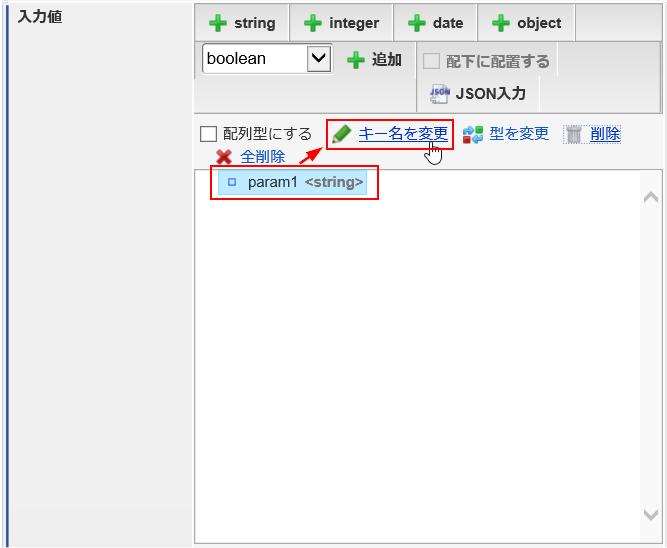 入力値
string integer date object
boolean 追加 配下に配置する
JSON入力
配列型にする キー名を変更 型を変更 削除
全削除
param1 <string>